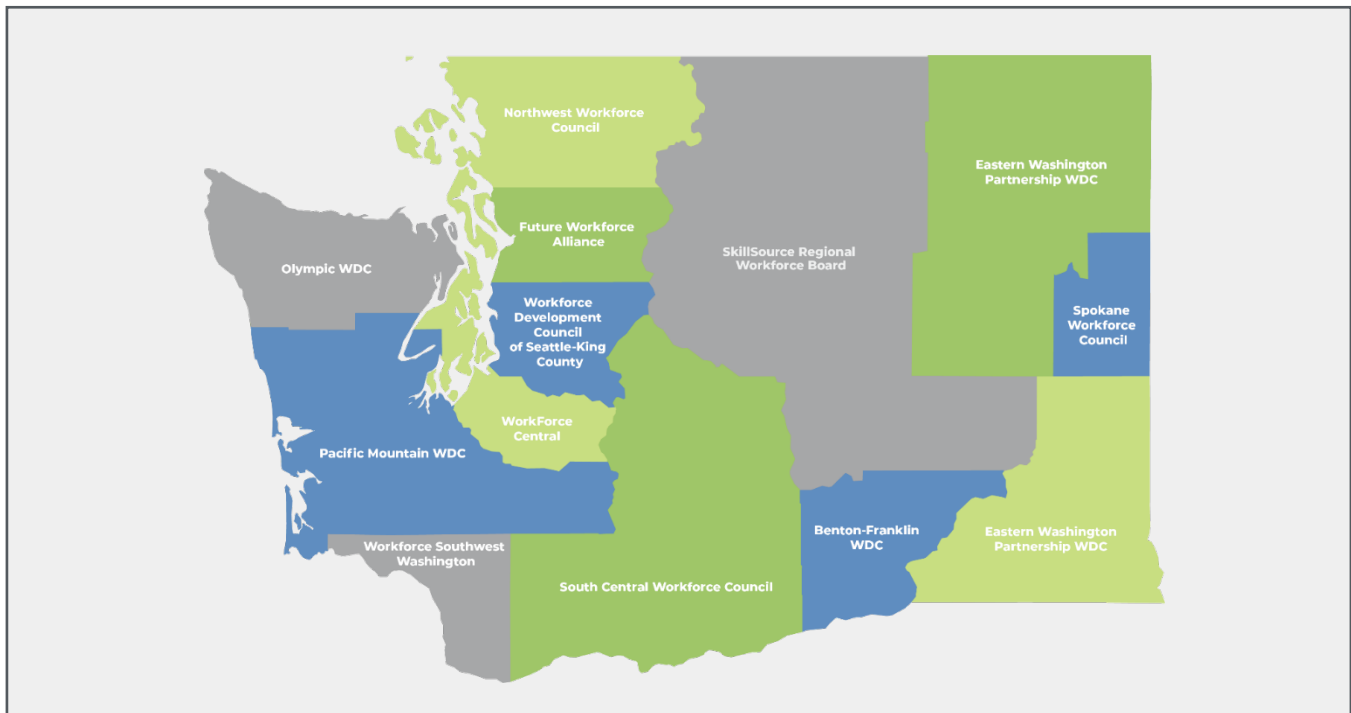 Northwest Workforce
Council
Eastern Washington
Partnership WDC
Future Workforce
Alliance
SkillSource Regional
Workforce Board
Olympic WDC
Workforce
Development
Council
of Seattle-King
County
Spokane
Workforce
Council
WorkForce
Central
Pacific Mountain WDC
Benton-Franklin
WDC
Eastern Washington
Partnership WDC
Workforce Southwest
Washington
South Central Workforce Council